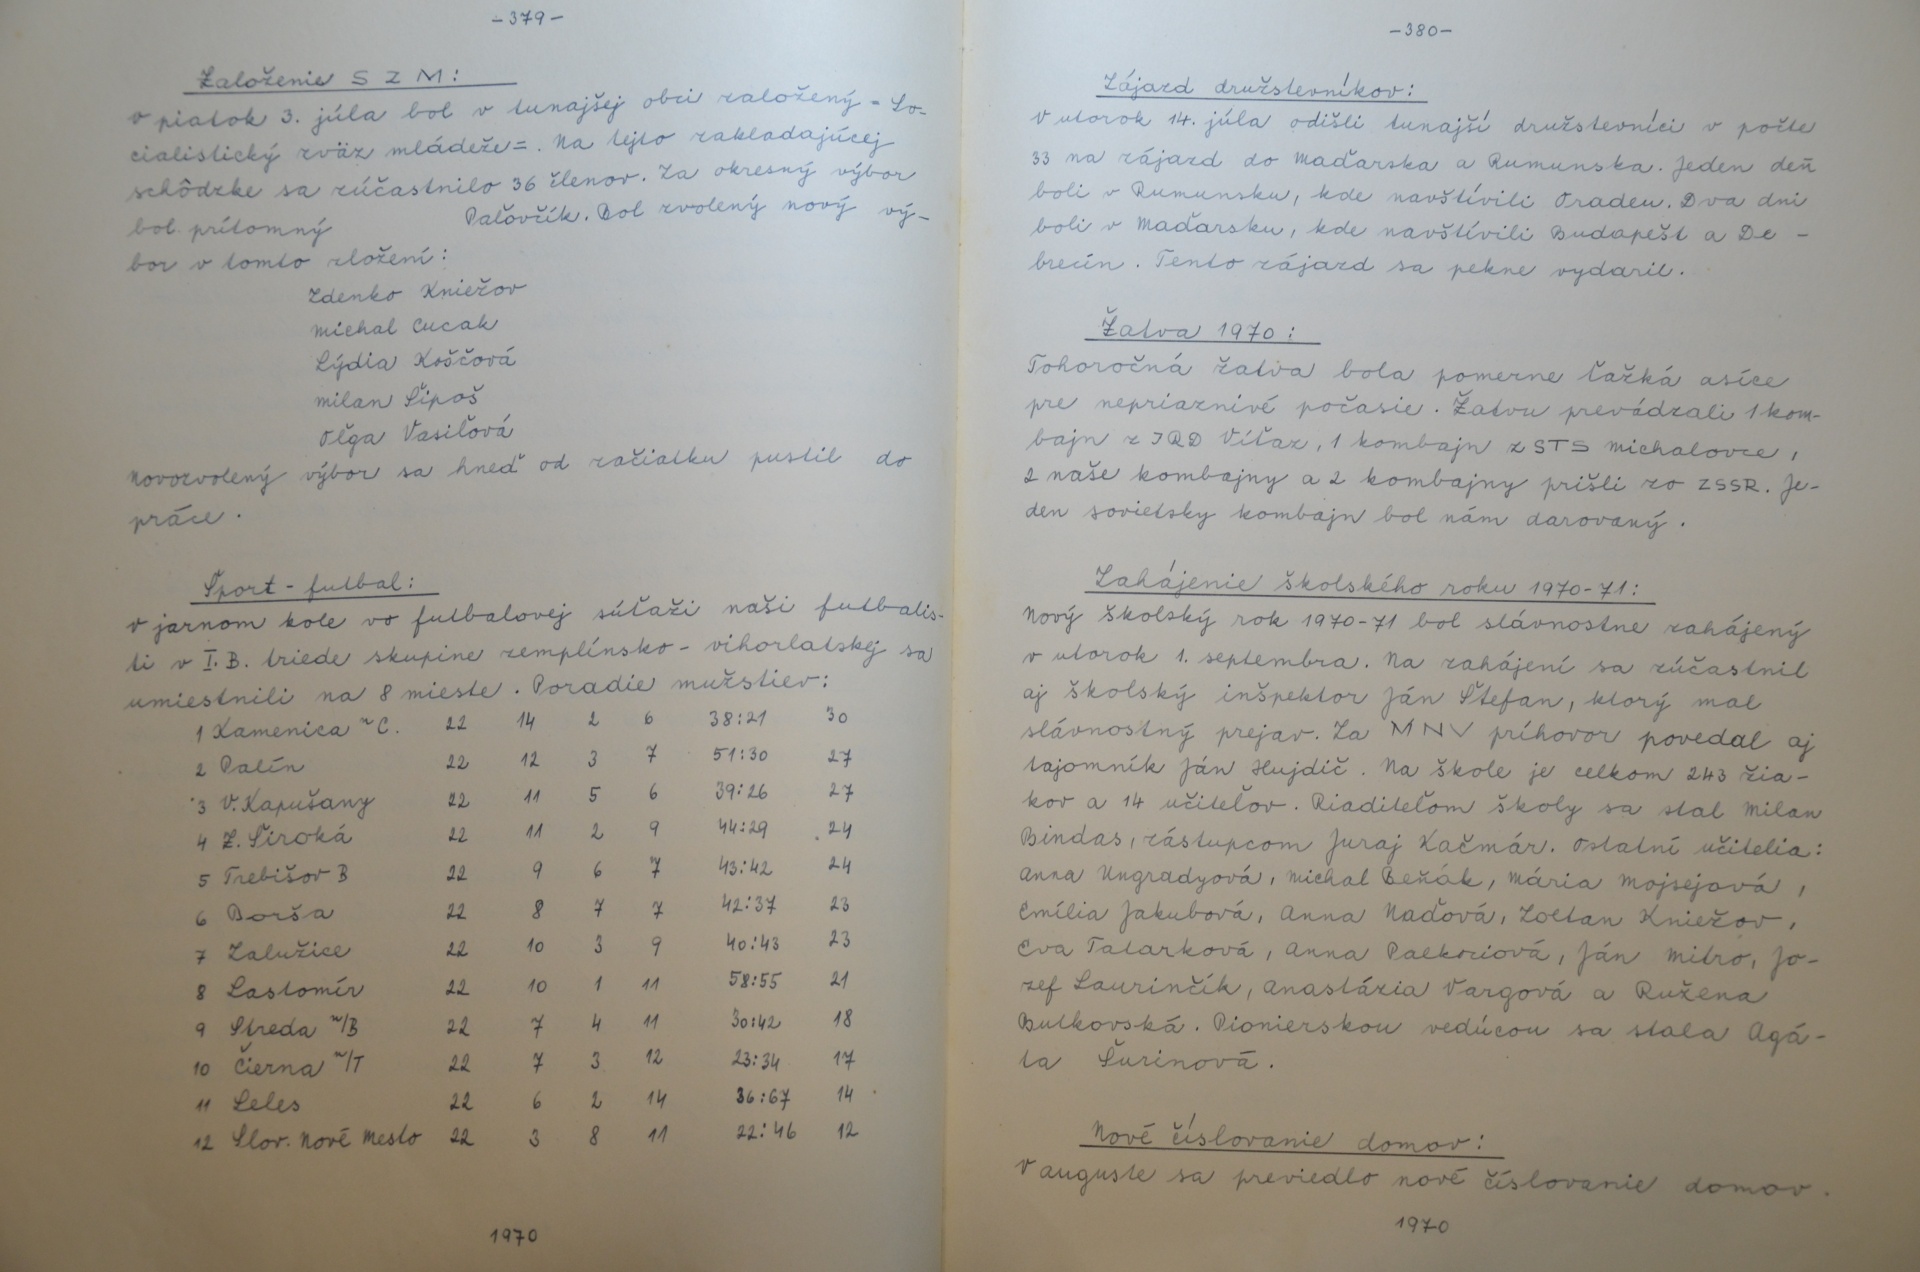 -379-
Založenie SZM:
V piatok 3. júla bol v tunajšej obci založený = So-
cialistický zväz mládeže=. Na tejto zakladajúcej
schôdzke sa zúčastnilo 36 členov. Za okresný výbor
bol prítomný Paľovčík. Bol zvolený nový vý-
bor v tomto zložení:
Zdenko Kniežov
Michal Cucak
Lýdia Koščová
Milan Šipoš
Oľga Vasiľová
Novozvolený výbor sa hneď od začiatku pustil do
práce.
Šport - futbal:
V jarnom kole vo futbalovej súťaži naši futbalis-
ti v I.B. triede skupine zemplínsko - vihorlatskej sa
umiestnili na 8 mieste. Poradie mužstiev:
1 Kamenica n C. 22 14 2 6 38:21 30
2 Palín 22 12 3 7 51:30 27
3 V. Kapušany 22 11 5 6 39:26 27
4 Z. Široká 22 11 2 9 44:29 24
5 Trebišov B 22 9 6 7 43:42 24
6 Borša 22 8 7 7 42:37 23
7 Zalužice 22 10 3 9 40:43 23
8 Lastomír 22 10 1 11 58:55 21
9 Streda n/B 22 7 4 11 30:42 18
10 Čierna n/T 22 7 3 12 23:34 17
11 Leles 22 6 2 14 36:67 14
12 Slov. Nové Mesto 22 3 8 11 22:46 12
1970
-380-
Zájazd družstevníkov:
V utorok 14. júla odišli tunajší družstevníci v počte
33 na zájazd do Maďarska a Rumunska. Jeden deň
boli v Rumunsku, kde navštívili Oradeu. Dva dni
boli v Maďarsku, kde navštívili Budapešt a De-
brecín. Tento zájazd sa pekne vydaril.
Žatva 1970:
Tohoročná žatva bola pomerne ťažká asíce
pre nepriaznivé počasie. Žatvu prevádzali 1 kom-
bajn z JRD Víťaz, 1 kombajn z STS Michalovce,
2 naše kombajny a 2 kombajny prišli zo ZSSR. Je-
den sovietsky kombajn bol nám darovaný.
Zahájenie školského roku 1970-71:
Nový školský rok 1970-71 bol slávnostne zahájený
v utorok 1. septembra. Na zahájení sa zúčastnil
aj školský inšpektor Ján Štefan, ktorý mal
slávnostný prejav. Za MNV príhovor povedal aj
tajomník Ján Hujdič. Na škole je celkom 243 žia-
kov a 14 učiteľov. Riaditeľom školy sa stal Milan
Bindas, zástupcom Juraj Kačmár. Ostatní učitelia:
Anna Ungradyová, Michal Beňák, Mária Mojsejová,
Emília Jakubová, Anna Naďová, Zoltan Kniežov,
Eva Tatarková, Anna Palkociová, Ján Mitro, Jo-
zef Laurinčík, Anastázia Vargová a Ružena
Butkovská. Pionierskou vedúcou sa stala Agá-
ta Šurinová.
Nové číslovanie domov:
V auguste sa previedlo nové číslovanie domov.
1970